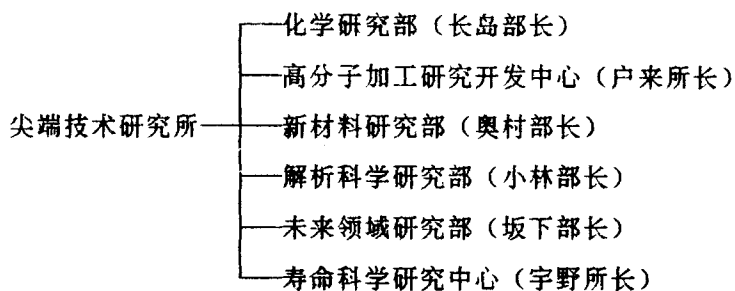 化学研究部（长岛部长）
高分子加工研究开发中心（户来所长）
尖端技术研究所
新材料研究部（奥村部长）
解析科学研究部（小林部长）
未来领域研究部（坂下部长）
寿命科学研究中心（宇野所长）